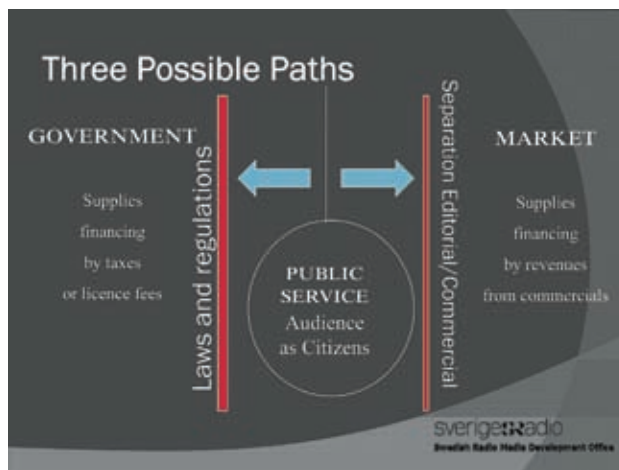 Three Possible Paths
GOVERNMENT
Supplies
financing
by taxes
or licence fees
Laws and regulations
PUBLIC
SERVICE
Audience
as Citizens
Separation Editorial/Commercial
MARKET
Supplies
financing
by revenues
from commercials
sverigesRadio
Swedish Radio Media Development Office